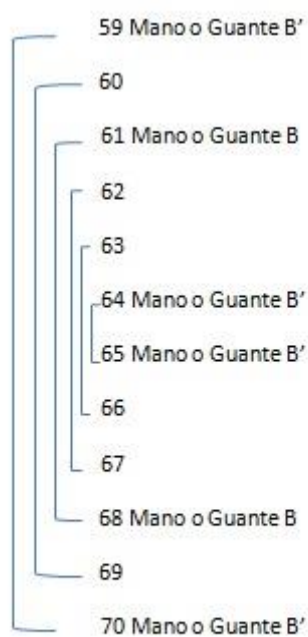 59 Mano o Guante B’
60
61 Mano o Guante B
62
63
64 Mano o Guante B’
65 Mano o Guante B’
66
67
68 Mano o Guante B
69
70 Mano o Guante B’